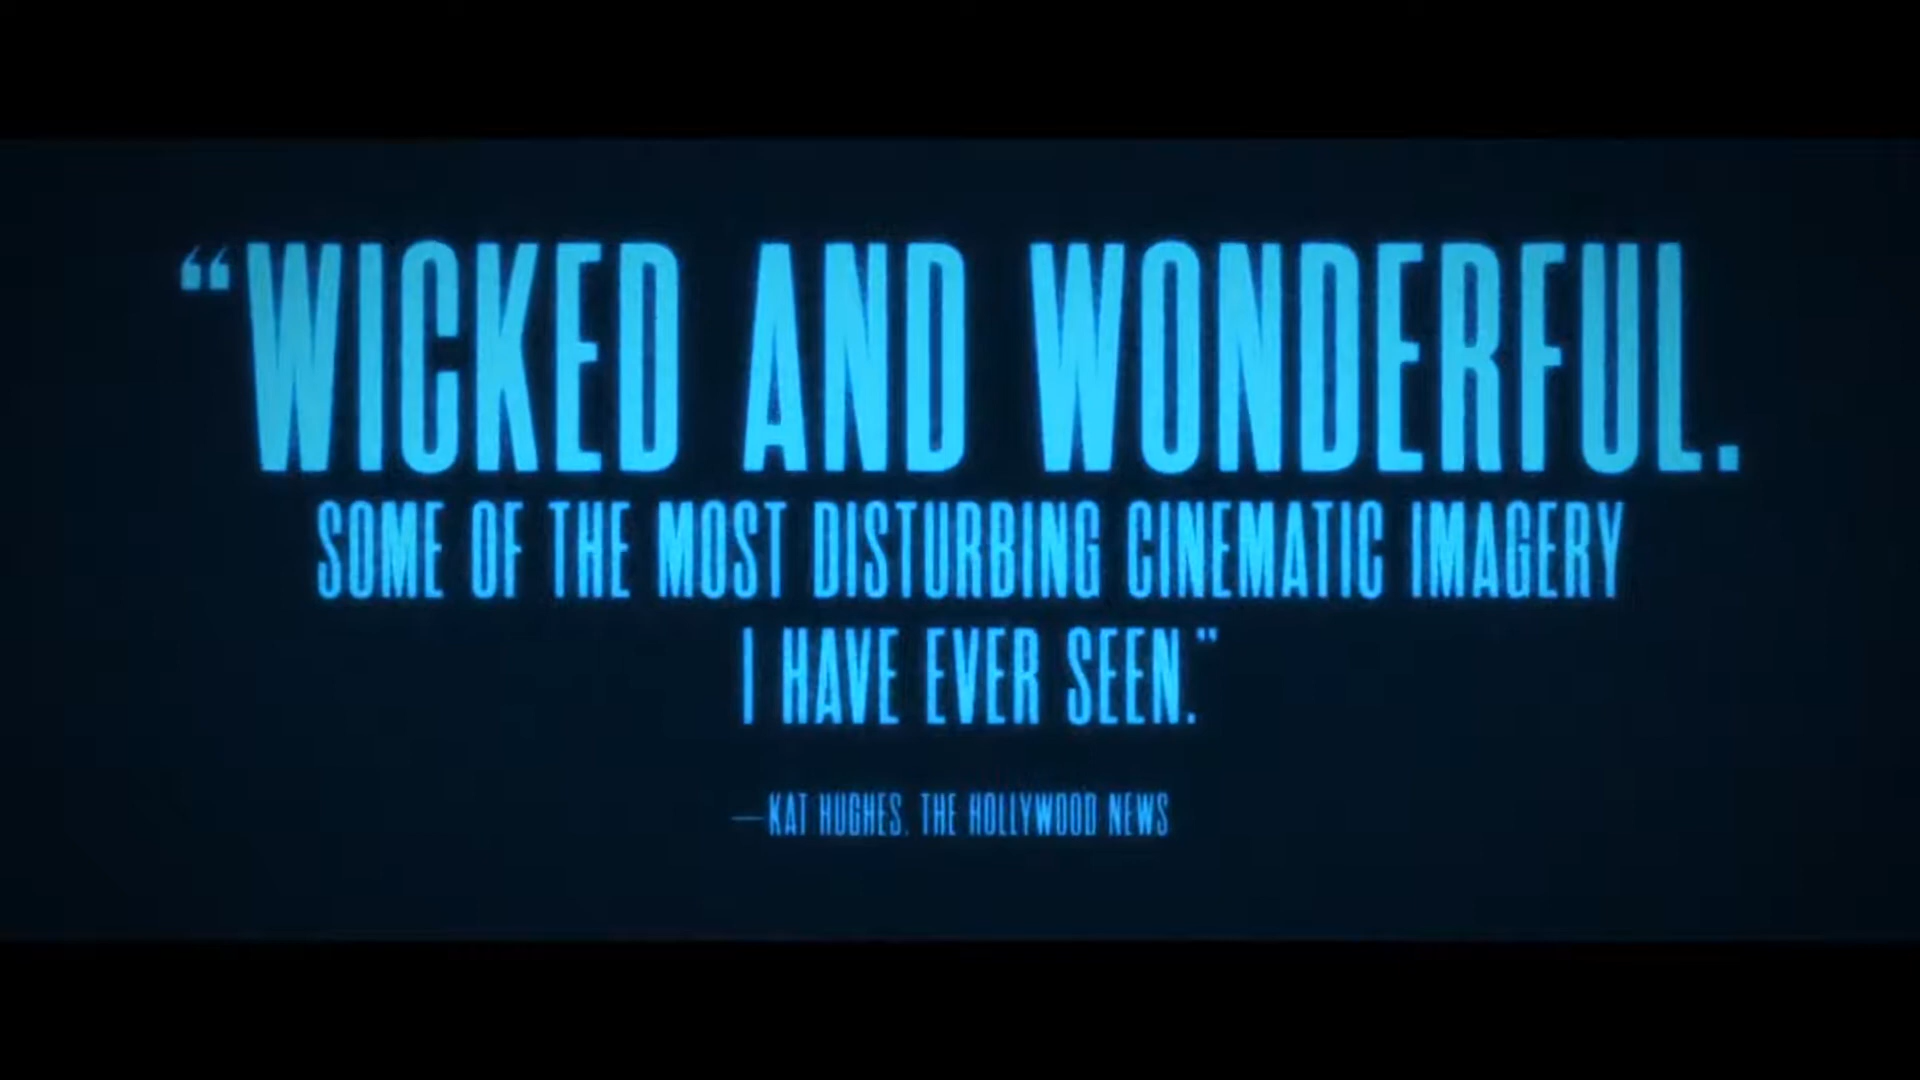 “WICKED AND WONDERFUL.
SOME OF THE MOST DISTURBING CINEMATIC IMAGERY
I HAVE EVER SEEN.”
—KAT HUGHES, THE HOLLYWOOD NEWS